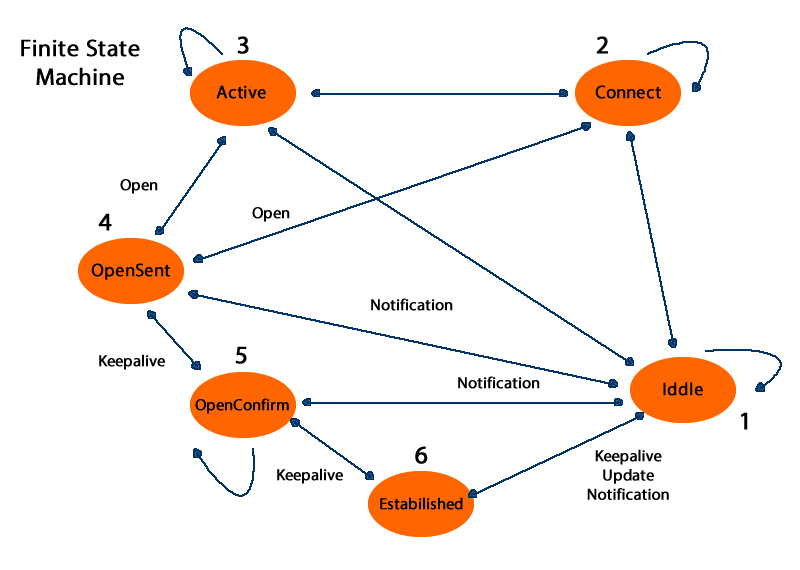 Finite State
Machine
3
Active
2
Connect
Open
Open
4
OpenSent
Notification
Keepalive
5
OpenConfirm
Notification
Iddle
1
Keepalive
6
Estabilished
Keepalive
Update
Notification